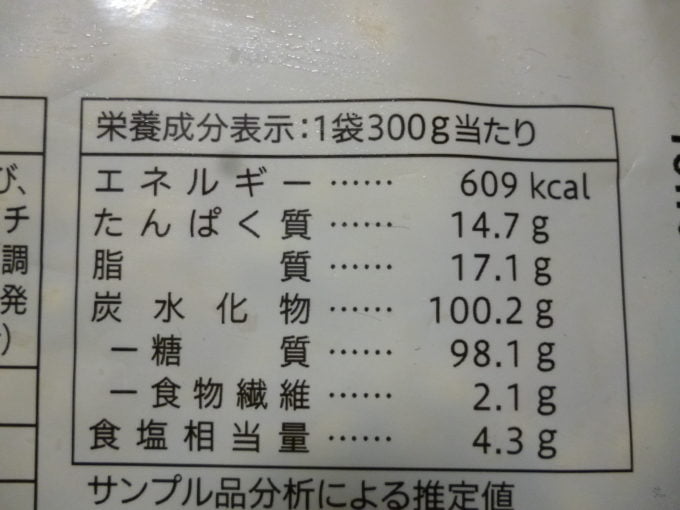 栄養成分表示:1袋300g当たり
エネルギー…… 609 kcal
たんぱく質…… 14.7 g
脂質…… 17.1 g
炭水化物…… 100.2 g
－糖質…… 98.1 g
－食物繊維…… 2.1 g
食塩相当量…… 4.3 g
サンプル品分析による推定値
び、
チ
調
発